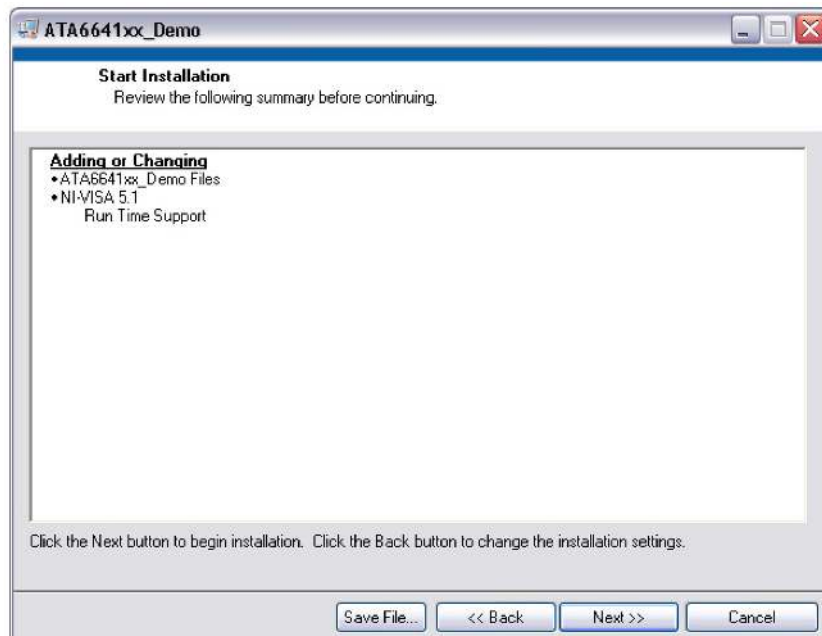 ATA6641xx_Demo
Start Installation
Review the following summary before continuing.
Adding or Changing
•ATA6641xx_Demo Files
•NI-VISA 5.1
Run Time Support
Click the Next button to begin installation. Click the Back button to change the installation settings.
Save File... << Back Next >> Cancel